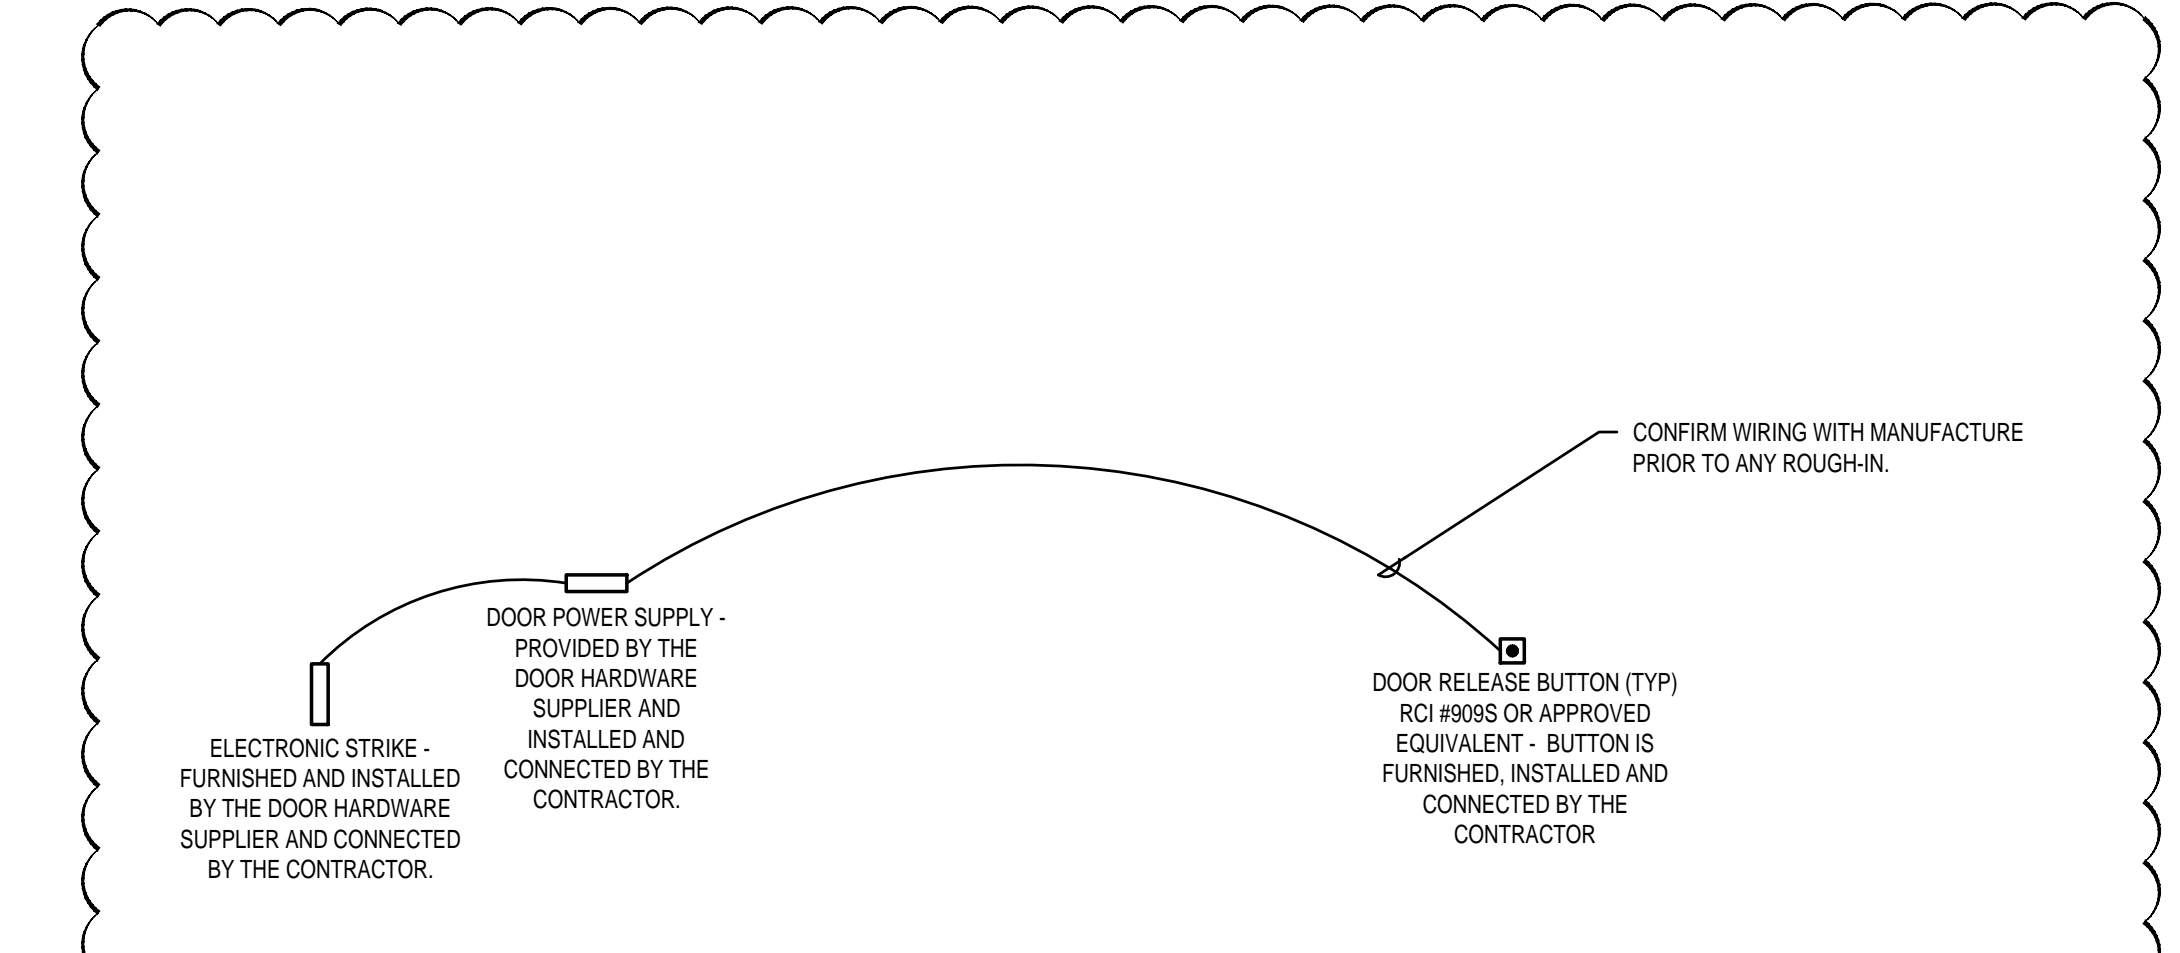 CONFIRM WIRING WITH MANUFACTURE
PRIOR TO ANY ROUGH-IN.
DOOR POWER SUPPLY -
PROVIDED BY THE
DOOR HARDWARE
SUPPLIER AND
INSTALLED AND
CONNECTED BY THE
CONTRACTOR.
DOOR RELEASE BUTTON (TYP)
RCI #909S OR APPROVED
EQUIVALENT - BUTTON IS
FURNISHED, INSTALLED AND
CONNECTED BY THE
CONTRACTOR
ELECTRONIC STRIKE -
FURNISHED AND INSTALLED
BY THE DOOR HARDWARE
SUPPLIER AND CONNECTED
BY THE CONTRACTOR.